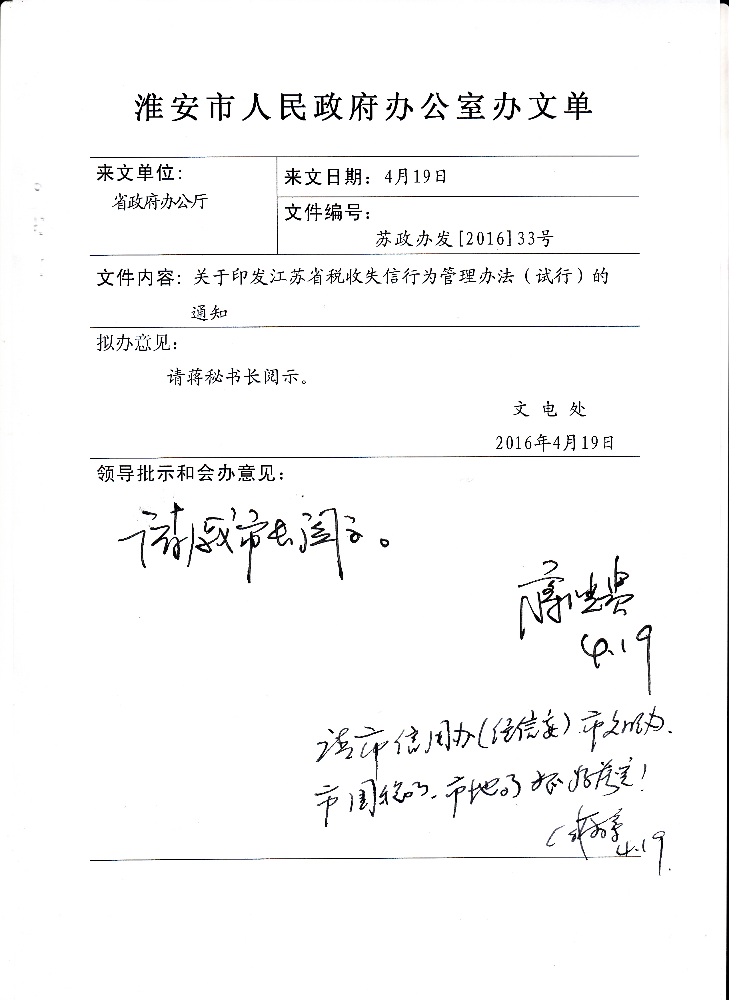 淮安市人民政府办公室办文单
来文单位：
省政府办公厅
来文日期：4月19日
文件编号：
苏政办发[2016]33号
文件内容：关于印发江苏省税收失信行为管理办法（试行）的
通知
拟办意见：
请蒋秘书长阅示。
文电处
2016年4月19日
领导批示和会办意见：
请戚市长阅示。
蒋
4.19
请市信用办（经信委）市文明办、
市国税局、市地税局抓好落实！
4.19